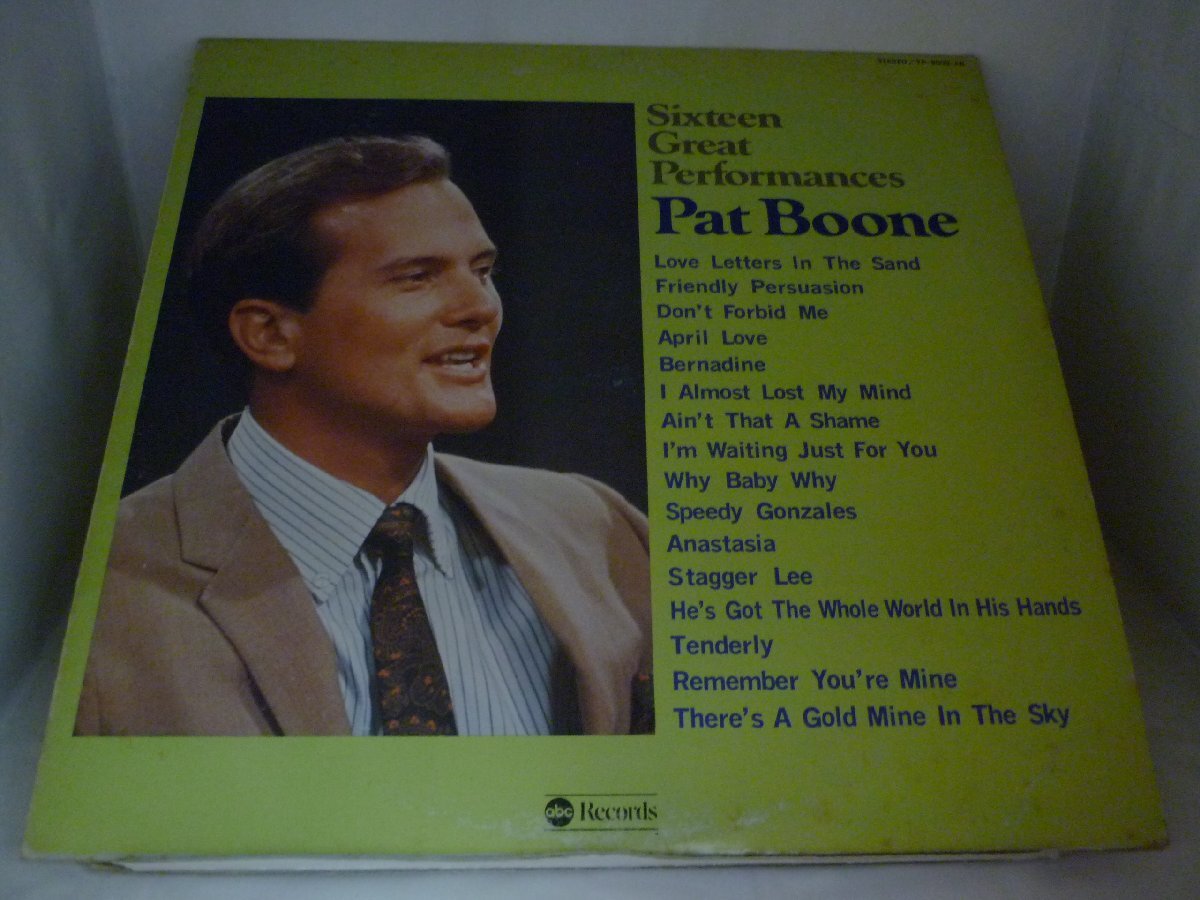 Sixteen
Great
Performances
Pat Boone
Love Letters In The Sand
Friendly Persuasion
Don't Forbid Me
April Love
Bernadine
I Almost Lost My Mind
Ain't That A Shame
I'm Waiting Just For You
Why Baby Why
Speedy Gonzales
Anastasia
Stagger Lee
He's Got The Whole World In His Hands
Tenderly
Remember You're Mine
There's A Gold Mine In The Sky
abc Records